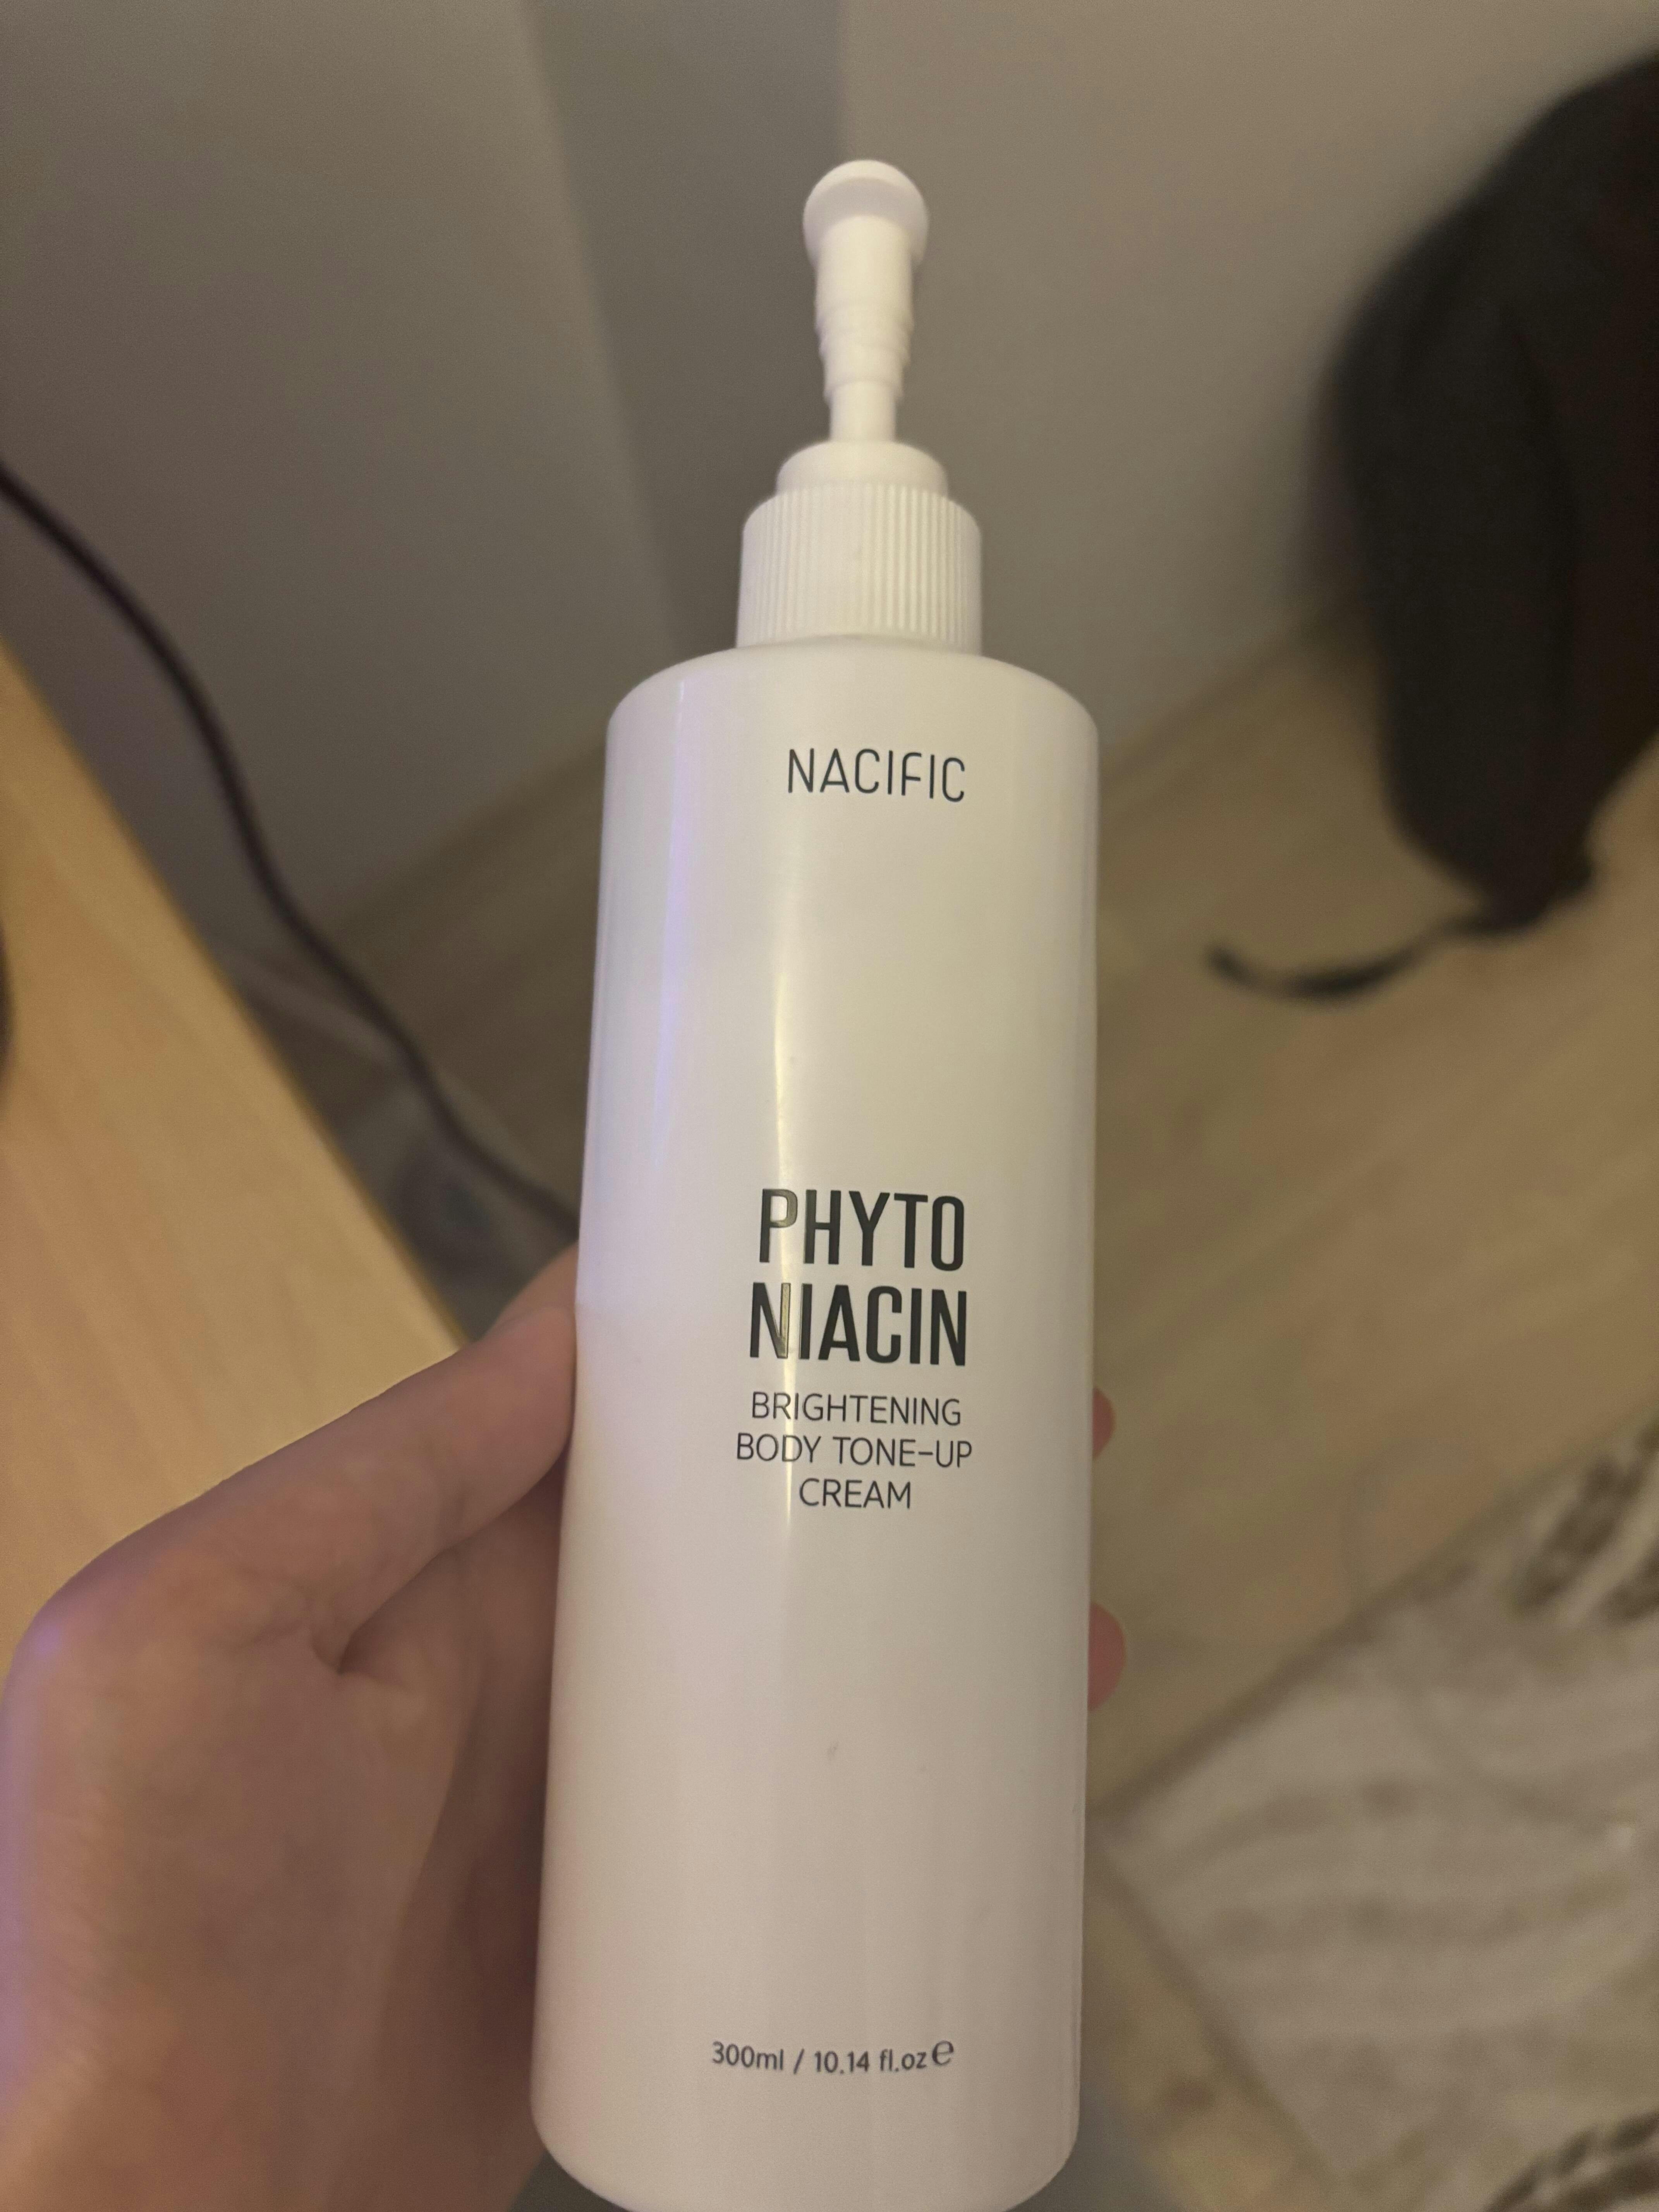 NACIFIC
PHYTO
NIACIN
BRIGHTENING
BODY TONE-UP
CREAM
300ml / 10.14 fl.oz℮